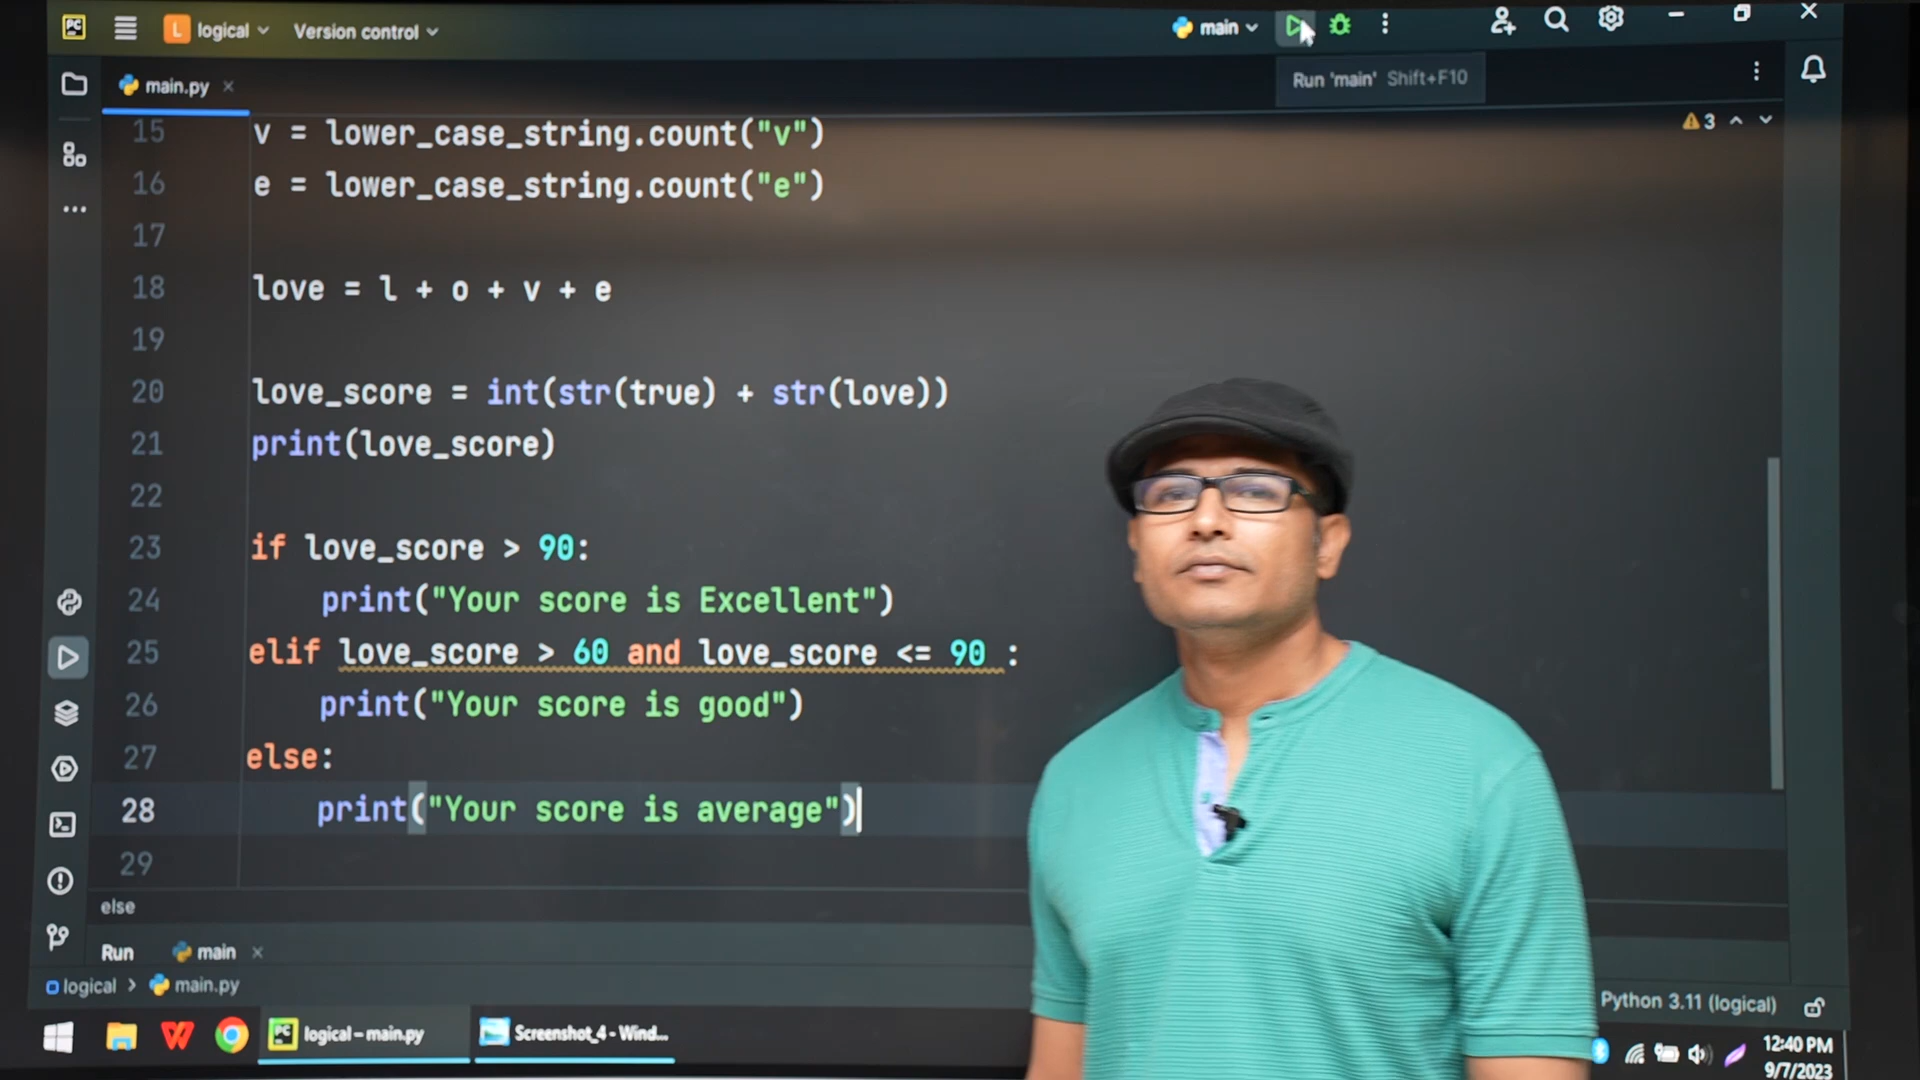 PC
L logical
Version control
main
Run 'main' Shift+F10
main.py
3
15 v = lower_case_string.count("v")
16 e = lower_case_string.count("e")
17
18 love = l + o + v + e
19
20 love_score = int(str(true) + str(love))
21 print(love_score)
22
23 if love_score > 90:
24 print("Your score is Excellent")
25 elif love_score > 60 and love_score <= 90 :
26 print("Your score is good")
27 else:
28 print("Your score is average")
29
else
Run main
logical > main.py
Python 3.11 (logical)
PC logical – main.py
Screenshot_4 - Wind...
12:40 PM
9/7/2023